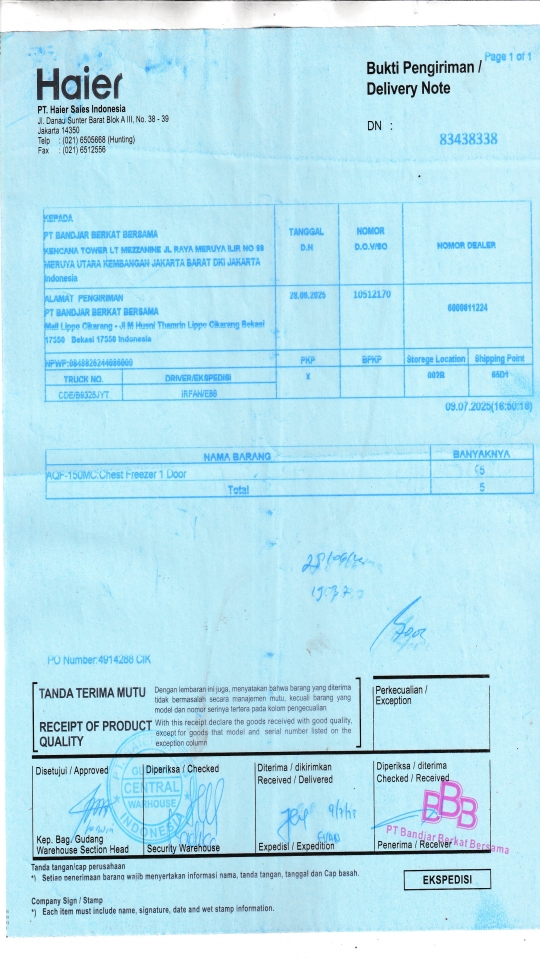 Page 1 of 1
Haier
Bukti Pengiriman /
Delivery Note
PT. Haier Sales Indonesia
Jl. Danau Sunter Barat Blok A III, No. 38 - 39
Jakarta 14350
Telp : (021) 6505668 (Hunting)
Fax : (021) 6512556
DN : 83438338
KEPADA
PT BANDJAR BERKAT BERSAMA
KENCANA TOWER LT MEZZANINE JL RAYA MERUYA ILIR NO 88
MERUYA UTARA KEMBANGAN JAKARTA BARAT DKI JAKARTA
Indonesia
TANGGAL
D.N
NOMOR
D.O.V/SO
NOMOR DEALER
ALAMAT PENGIRIMAN
PT BANDJAR BERKAT BERSAMA
Mall Lippo Cikarang - Jl M Husni Thamrin Lippo Cikarang Bekasi
17550 Bekasi 17550 Indonesia
28.06.2025
10512170
6000011224
PKP BPKP Storege Location Shipping Point
TRUCK NO. DRIVER/EKSPEDISI X 002B 65D1
IRFAN/EBB
09.07.2025(16:50:16)
NAMA BARANG BANYAKNYA
AQF-150MC:Chest Freezer 1 Door 5
Total 5
PO Number:4914288 CIK
TANDA TERIMA MUTU
Dengan lembaran ini juga, menyatakan bahwa barang yang diterima
tidak bermasalah secara manajemen mutu, kecuali barang yang
model dan nomor serinya tertera pada kolom pengecualian
RECEIPT OF PRODUCT
QUALITY
With this receipt declare the goods received with good quality,
except for goods that model and serial number listed on the
exception column
Perkecualian /
Exception
Disetujui / Approved
Diperiksa / Checked
Diterima / dikirimkan
Received / Delivered
Diperiksa / diterima
Checked / Received
CENTRAL
WAREHOUSE
INDONESIA
BBB
PT Bandjar Berkat Bersama
Kep. Bag. Gudang
Warehouse Section Head
Security Warehouse
Expedisi / Expedition
Penerima / Receiver
Tanda tangan/cap perusahaan
*) Setian penerimaan barang wajib menyertakan informasi nama, tanda tangan, tanggal dan Cap basah.
EKSPEDISI
Company Sign / Stamp
*) Each item must include name, signature, date and wet stamp information.